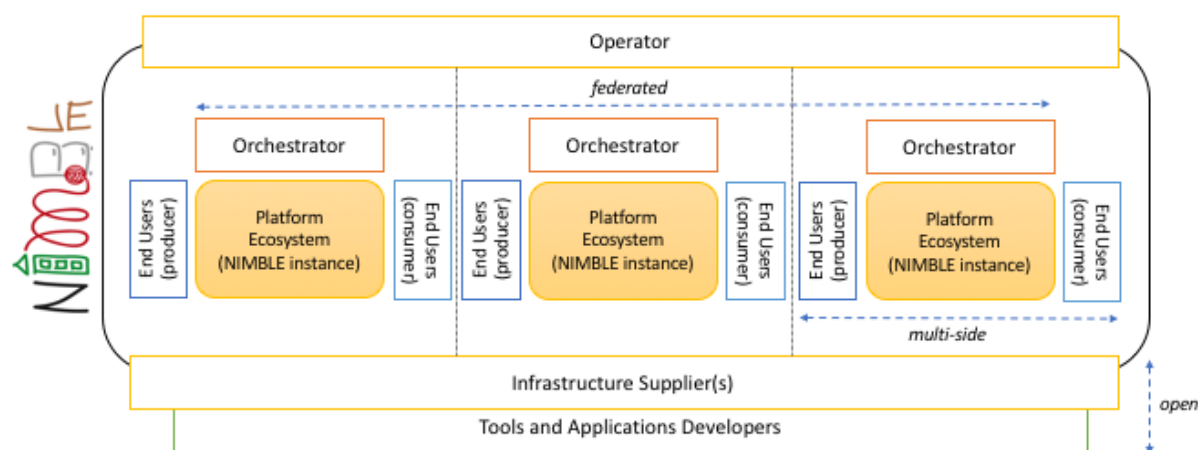 Operator
federated
Orchestrator
Orchestrator
Orchestrator
End Users
(producer)
Platform
Ecosystem
(NIMBLE instance)
End Users
(consumer)
End Users
(producer)
Platform
Ecosystem
(NIMBLE instance)
End Users
(consumer)
End Users
(producer)
Platform
Ecosystem
(NIMBLE instance)
End Users
(consumer)
multi-side
Infrastructure Supplier(s)
open
Tools and Applications Developers
NIMBLE